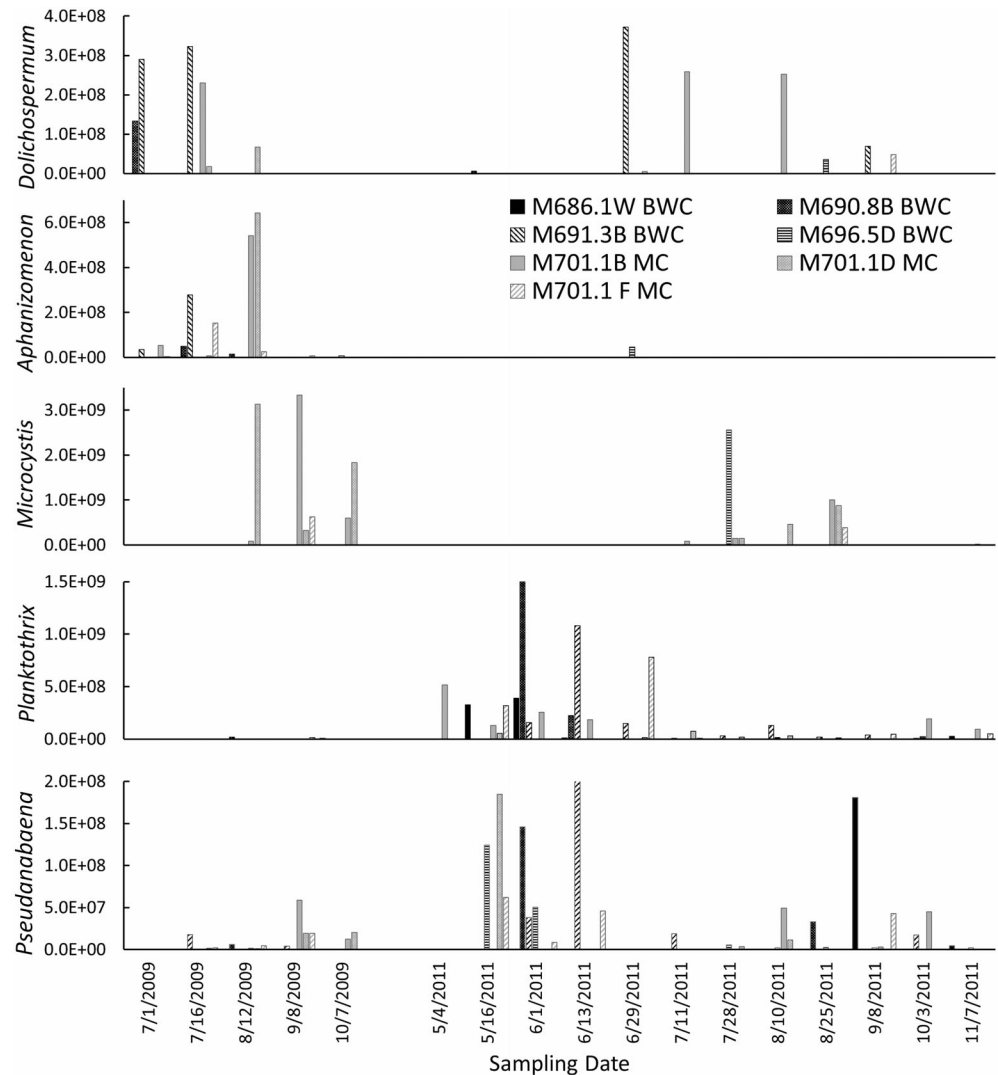 Dolichospermum
4.0E+08
3.0E+08
2.0E+08
1.0E+08
0.0E+00
Aphanizomenon
6.0E+08
4.0E+08
2.0E+08
0.0E+00
M686.1W BWC
M690.8B BWC
M691.3B BWC
M696.5D BWC
M701.1B MC
M701.1D MC
M701.1 F MC
Microcystis
3.0E+09
2.0E+09
1.0E+09
0.0E+00
Planktothrix
1.5E+09
1.0E+09
5.0E+08
0.0E+00
Pseudanabaena
2.0E+08
1.5E+08
1.0E+08
5.0E+07
0.0E+00
7/1/2009
7/16/2009
8/12/2009
9/8/2009
10/7/2009
5/4/2011
5/16/2011
6/1/2011
6/13/2011
6/29/2011
7/11/2011
7/28/2011
8/10/2011
8/25/2011
9/8/2011
10/3/2011
11/7/2011
Sampling Date